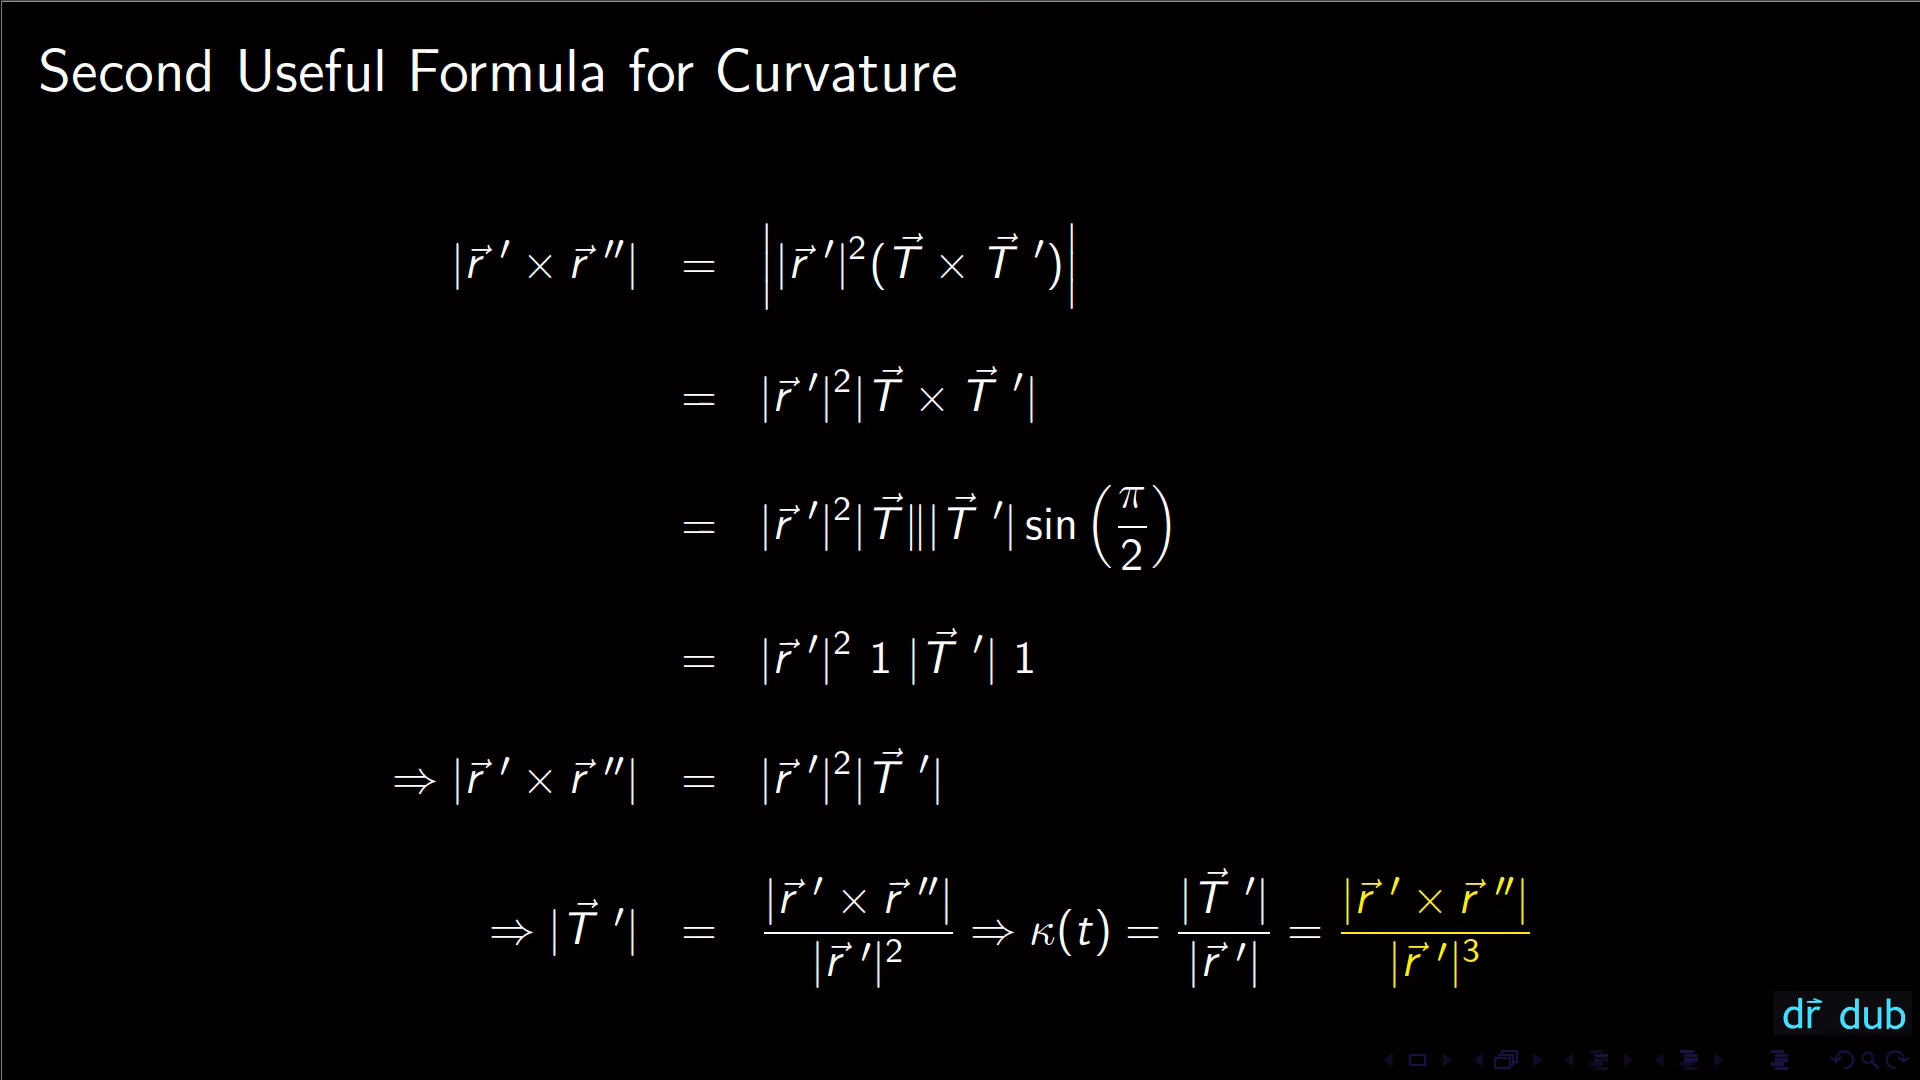 Second Useful Formula for Curvature
|r⃗ ′ × r⃗ ″| = | |r⃗ ′|²(T⃗ × T⃗ ′) |
= |r⃗ ′|²|T⃗ × T⃗ ′|
= |r⃗ ′|²|T⃗‖||T⃗ ′| sin (π/2)
= |r⃗ ′|² 1 |T⃗ ′| 1
⇒ |r⃗ ′ × r⃗ ″| = |r⃗ ′|²|T⃗ ′|
⇒ |T⃗ ′| = |r⃗ ′ × r⃗ ″| / |r⃗ ′|² ⇒ κ(t) = |T⃗ ′| / |r⃗ ′| = |r⃗ ′ × r⃗ ″| / |r⃗ ′|³
dr⃗ dub